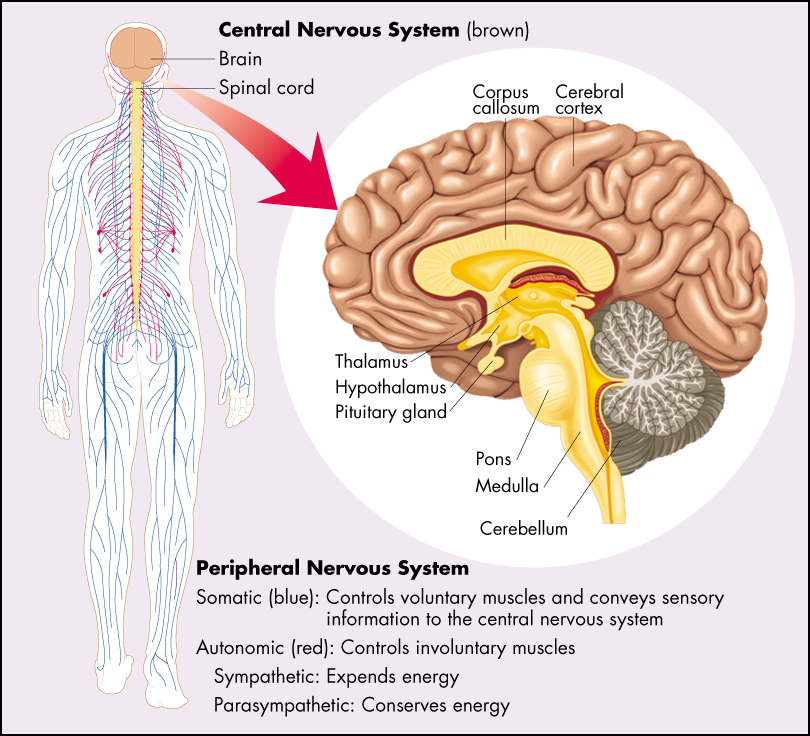 Central Nervous System (brown)
Brain
Spinal cord
Corpus
callosum
Cerebral
cortex
Thalamus
Hypothalamus
Pituitary gland
Pons
Medulla
Cerebellum
Peripheral Nervous System
Somatic (blue): Controls voluntary muscles and conveys sensory
information to the central nervous system
Autonomic (red): Controls involuntary muscles
Sympathetic: Expends energy
Parasympathetic: Conserves energy